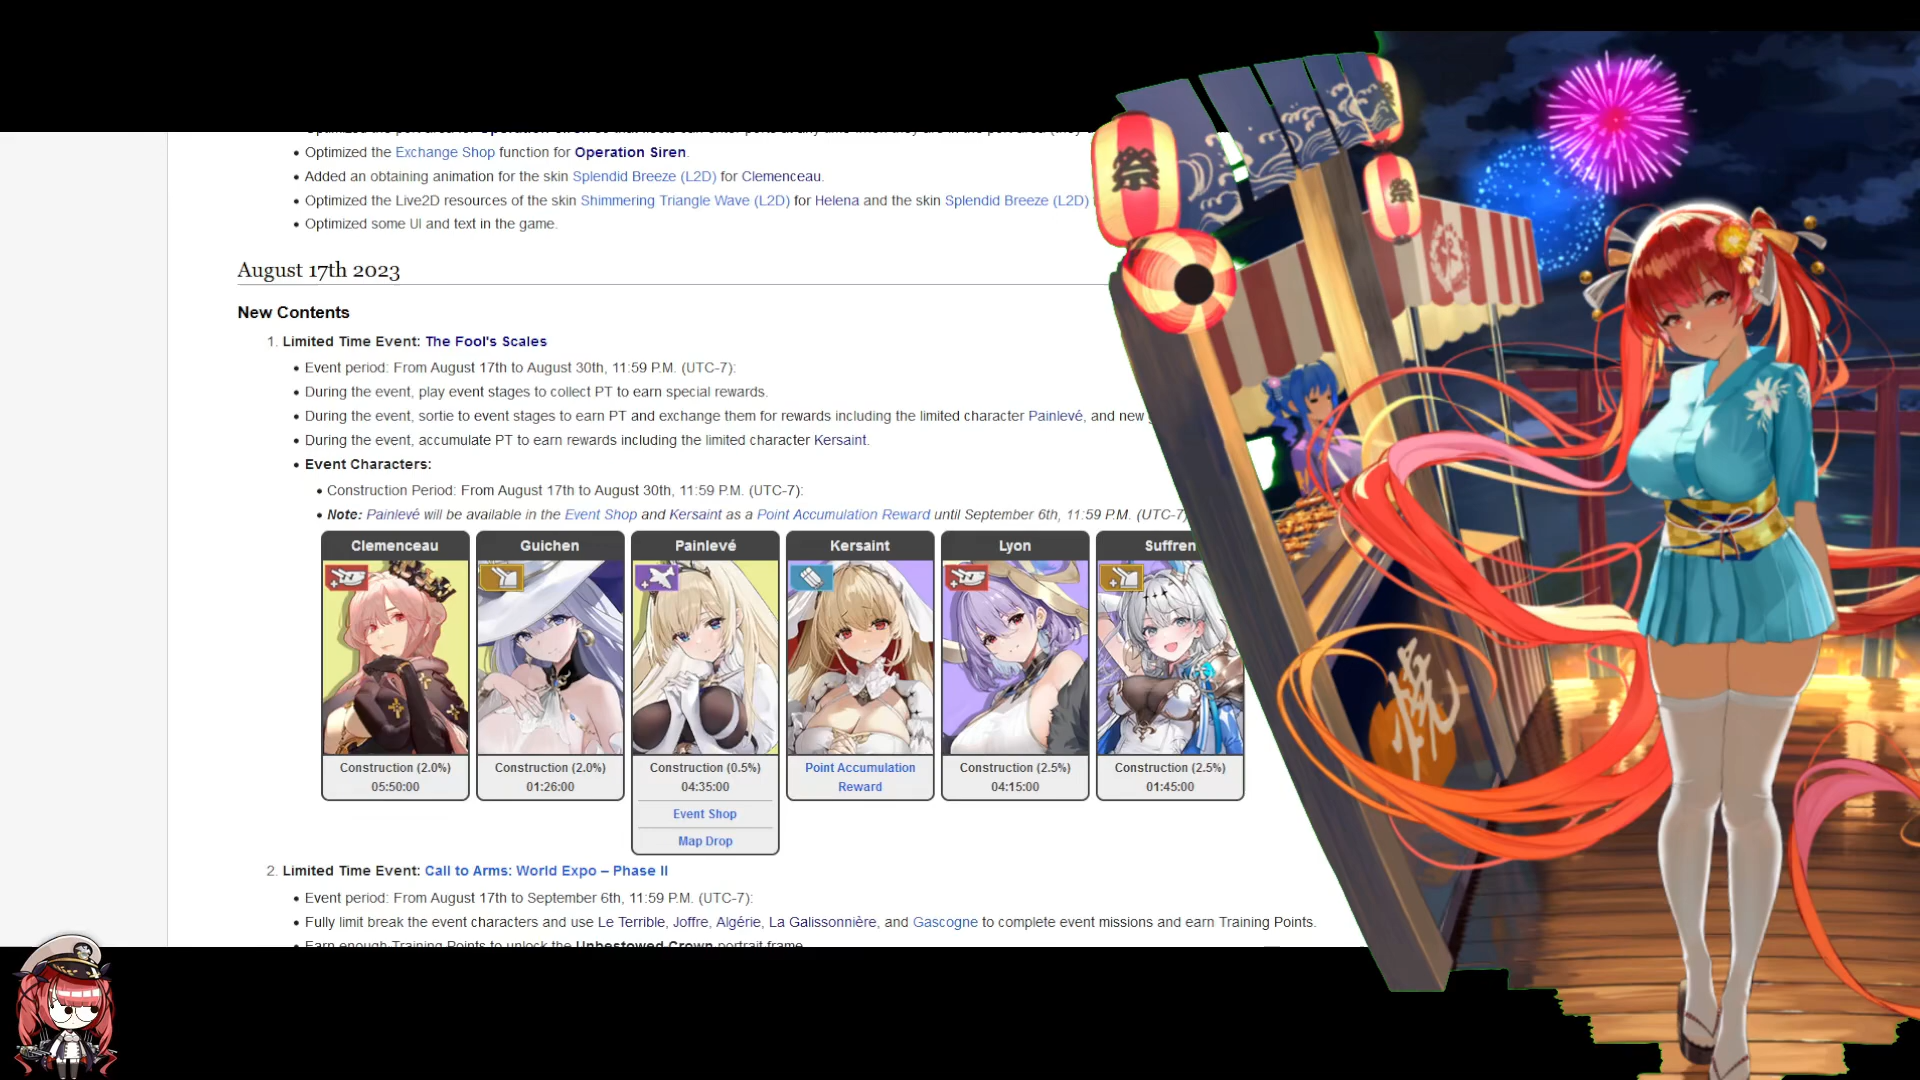 Optimized the Exchange Shop function for Operation Siren.
Added an obtaining animation for the skin Splendid Breeze (L2D) for Clemenceau.
Optimized the Live2D resources of the skin Shimmering Triangle Wave (L2D) for Helena and the skin Splendid Breeze (L2D)
Optimized some UI and text in the game.
August 17th 2023
New Contents
1. Limited Time Event: The Fool's Scales
Event period: From August 17th to August 30th, 11:59 P.M. (UTC-7):
During the event, play event stages to collect PT to earn special rewards.
During the event, sortie to event stages to earn PT and exchange them for rewards including the limited character Painlevé, and new
During the event, accumulate PT to earn rewards including the limited character Kersaint.
Event Characters:
Construction Period: From August 17th to August 30th, 11:59 P.M. (UTC-7):
Note: Painlevé will be available in the Event Shop and Kersaint as a Point Accumulation Reward until September 6th, 11:59 P.M. (UTC-7)
Clemenceau Guichen Painlevé Kersaint Lyon Suffren
Construction (2.0%) Construction (2.0%) Construction (0.5%) Point Accumulation Construction (2.5%) Construction (2.5%)
05:50:00 01:26:00 04:35:00 Reward 04:15:00 01:45:00
Event Shop
Map Drop
2. Limited Time Event: Call to Arms: World Expo – Phase II
Event period: From August 17th to September 6th, 11:59 P.M. (UTC-7):
Fully limit break the event characters and use Le Terrible, Joffre, Algérie, La Galissonnière, and Gascogne to complete event missions and earn Training Points.
Earn enough Training Points to unlock the Unbestowed Crown portrait frame
祭
祭
祭
焼